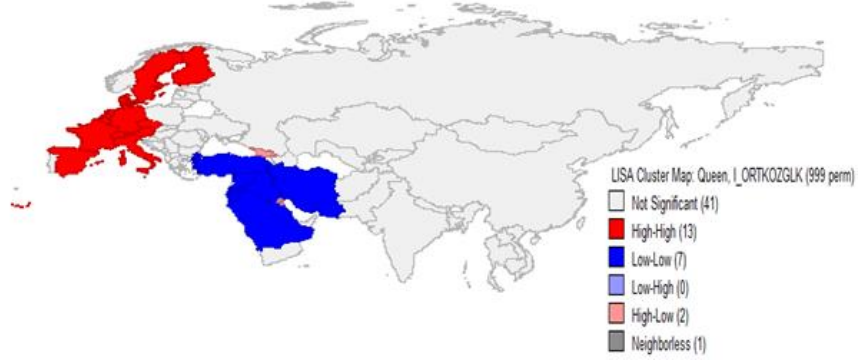 LISA Cluster Map: Queen, I_ORTKOZGLK (999 perm)
Not Significant (41)
High-High (13)
Low-Low (7)
Low-High (0)
High-Low (2)
Neighborless (1)